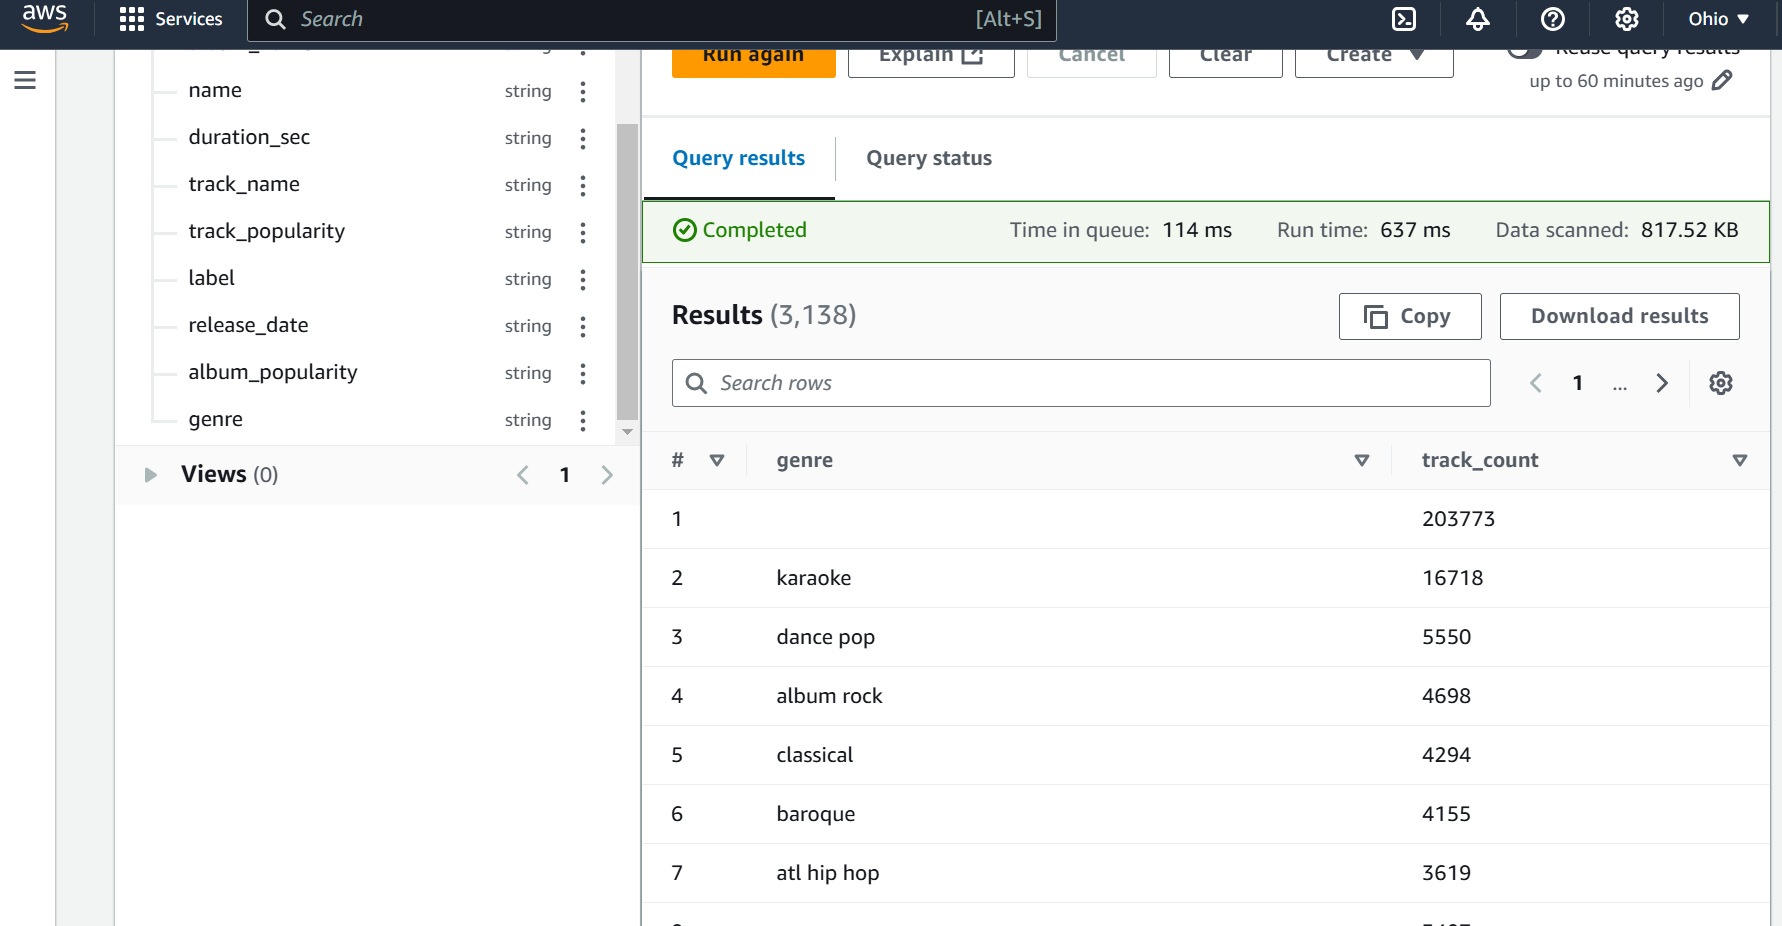 aws
Services
Search
[Alt+S]
Ohio
name string
duration_sec string
track_name string
track_popularity string
label string
release_date string
album_popularity string
genre string
Views (0)
1
Run again
Explain
Cancel
Clear
Create
Reuse query results
up to 60 minutes ago
Query results
Query status
Completed
Time in queue: 114 ms
Run time: 637 ms
Data scanned: 817.52 KB
Results (3,138)
Copy
Download results
Search rows
1 ...
# genre track_count
1 203773
2 karaoke 16718
3 dance pop 5550
4 album rock 4698
5 classical 4294
6 baroque 4155
7 atl hip hop 3619